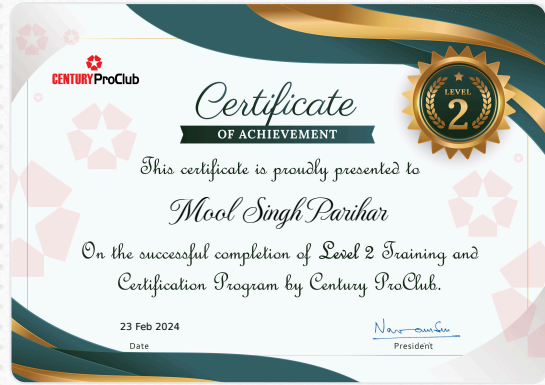 CENTURY ProClub
Certificate
OF ACHIEVEMENT
LEVEL
2
This certificate is proudly presented to
Mool Singh Parihar
On the successful completion of Level 2 Training and
Certification Program by Century ProClub.
23 Feb 2024
Date
President